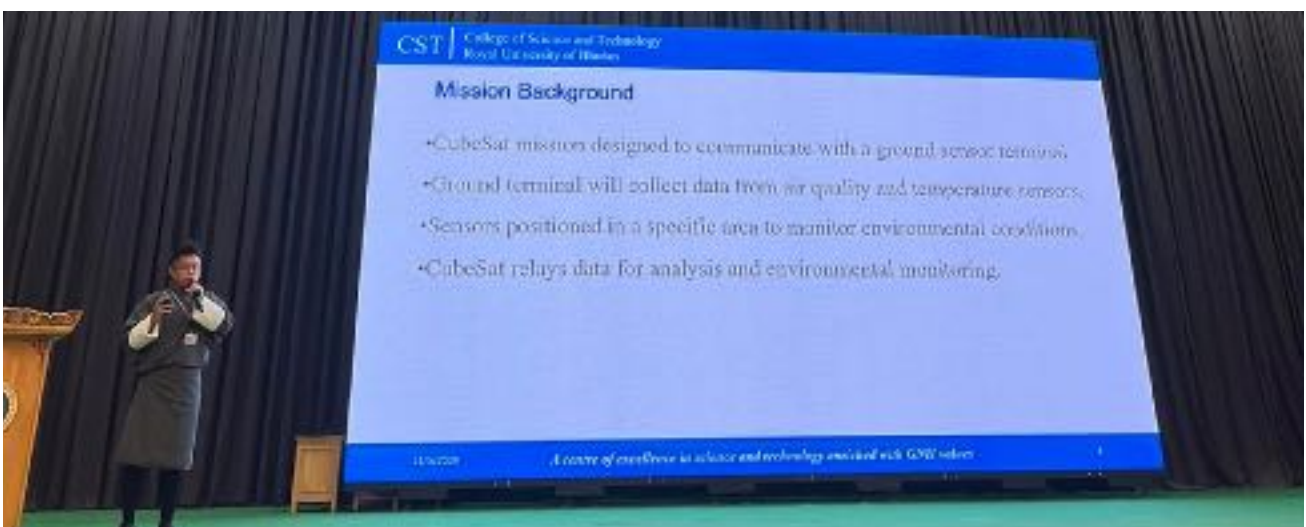 CST
College of Science and Technology
Royal University of Bhutan
Mission Background
•CubeSat mission designed to communicate with a ground sensor terminal.
•Ground terminal will collect data from air quality and temperature sensors.
•Sensors positioned in a specific area to monitor environmental conditions.
•CubeSat relays data for analysis and environmental monitoring.
A centre of excellence in science and technology enriched with GNH values